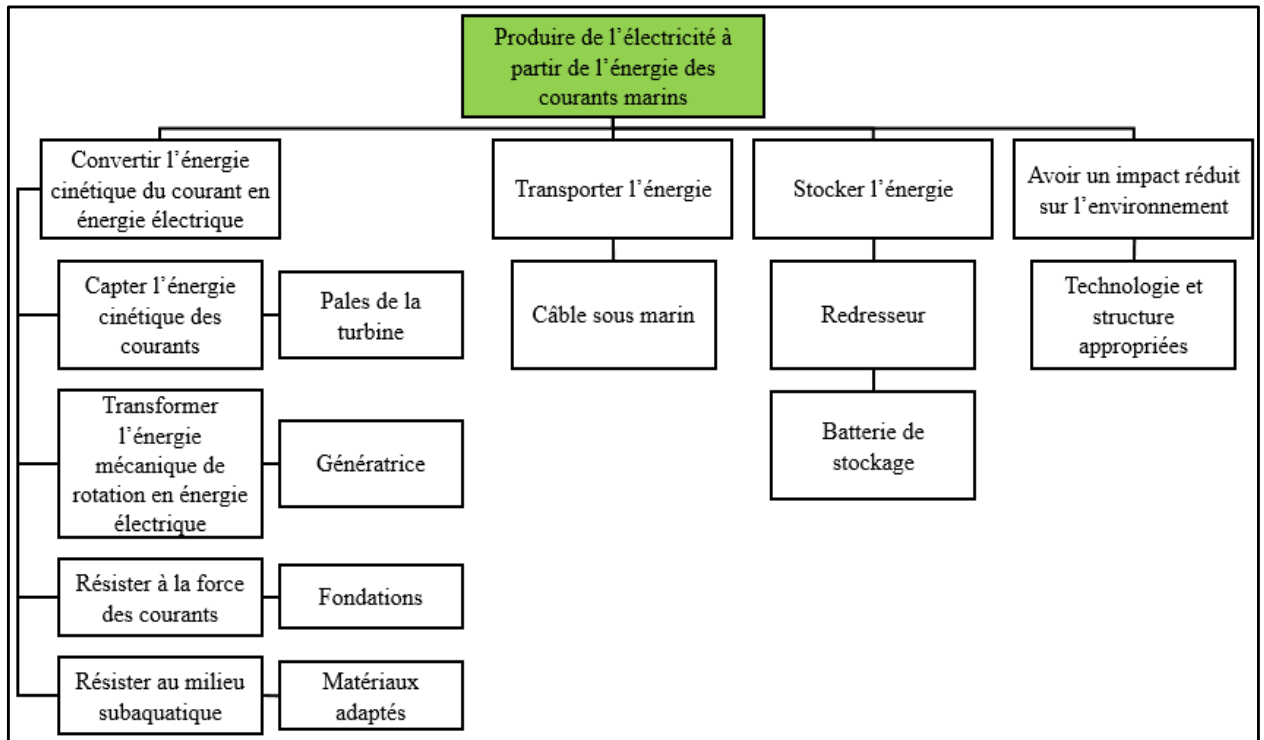 Produire de l’électricité à
partir de l’énergie des
courants marins
Convertir l’énergie
cinétique du courant en
énergie électrique
Transporter l’énergie
Stocker l’énergie
Avoir un impact réduit
sur l’environnement
Capter l’énergie
cinétique des
courants
Pales de la
turbine
Câble sous marin
Redresseur
Technologie et
structure
appropriées
Transformer
l’énergie
mécanique de
rotation en énergie
électrique
Génératrice
Batterie de
stockage
Résister à la force
des courants
Fondations
Résister au milieu
subaquatique
Matériaux
adaptés